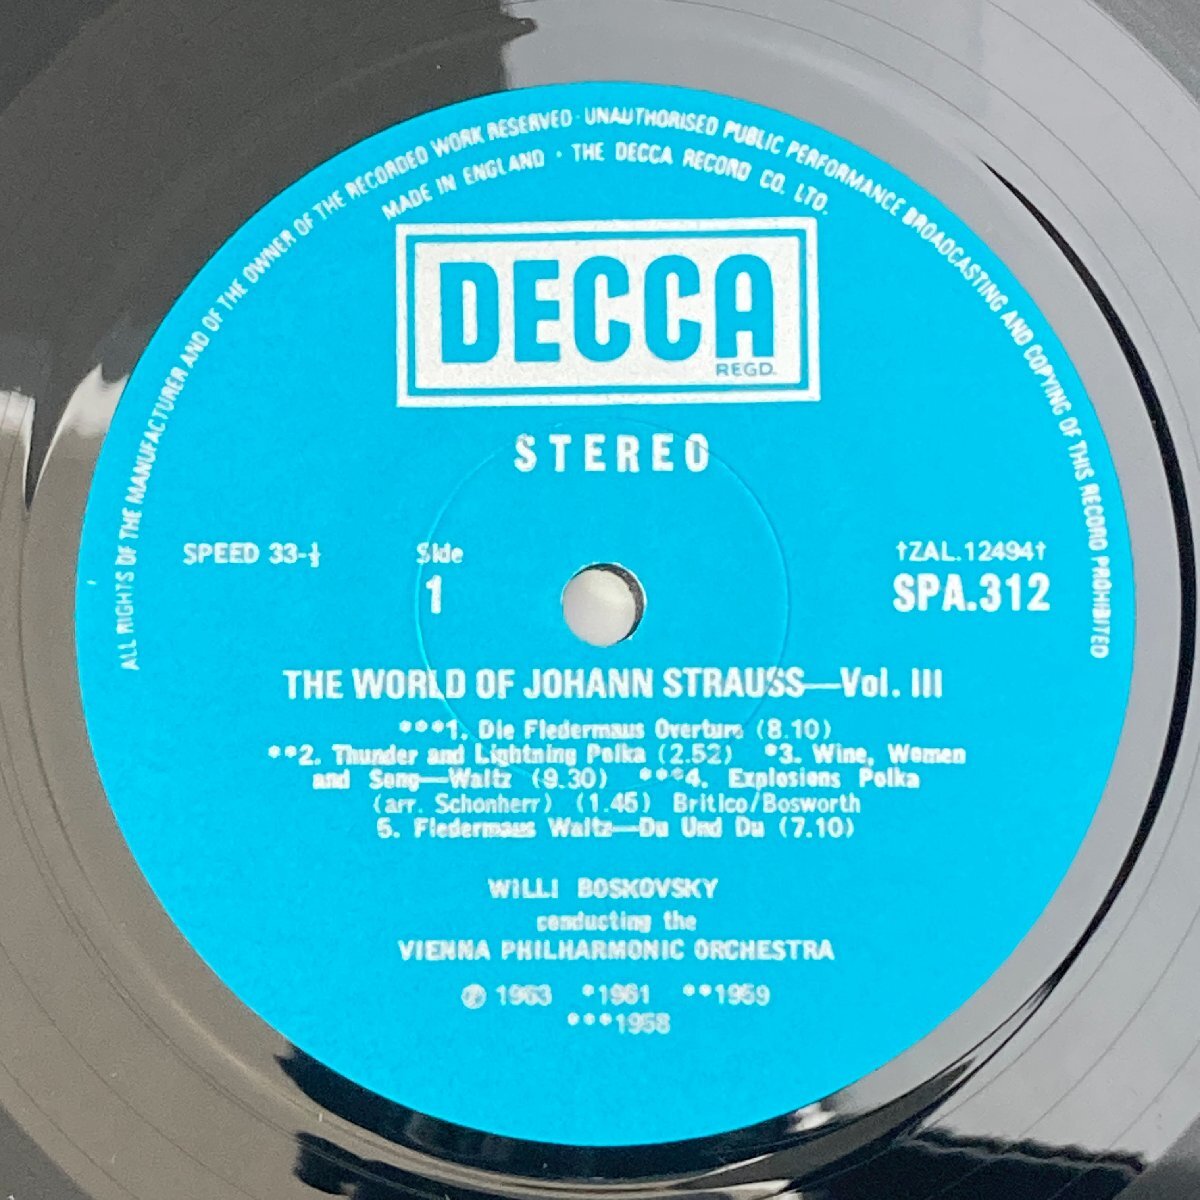 ALL RIGHTS OF THE MANUFACTURER AND OF THE OWNER OF THE RECORDED WORK RESERVED · UNAUTHORISED PUBLIC PERFORMANCE BROADCASTING AND COPYING OF THIS RECORD PROHIBITED
MADE IN ENGLAND · THE DECCA RECORD CO. LTD.
DECCA
REGD.
STEREO
SPEED 33-⅓ Side †ZAL.12494†
1 SPA.312
THE WORLD OF JOHANN STRAUSS—Vol. III
***1. Die Fledermaus Overture (8.10)
**2. Thunder and Lightning Polka (2.52) *3. Wine, Women
and Song—Waltz (9.30) ***4. Explosions Polka
(arr. Schonherr) (1.45) Britico/Bosworth
5. Fledermaus Waltz—Du Und Du (7.10)
WILLI BOSKOVSKY
conducting the
VIENNA PHILHARMONIC ORCHESTRA
℗ 1963 *1961 **1959
***1958